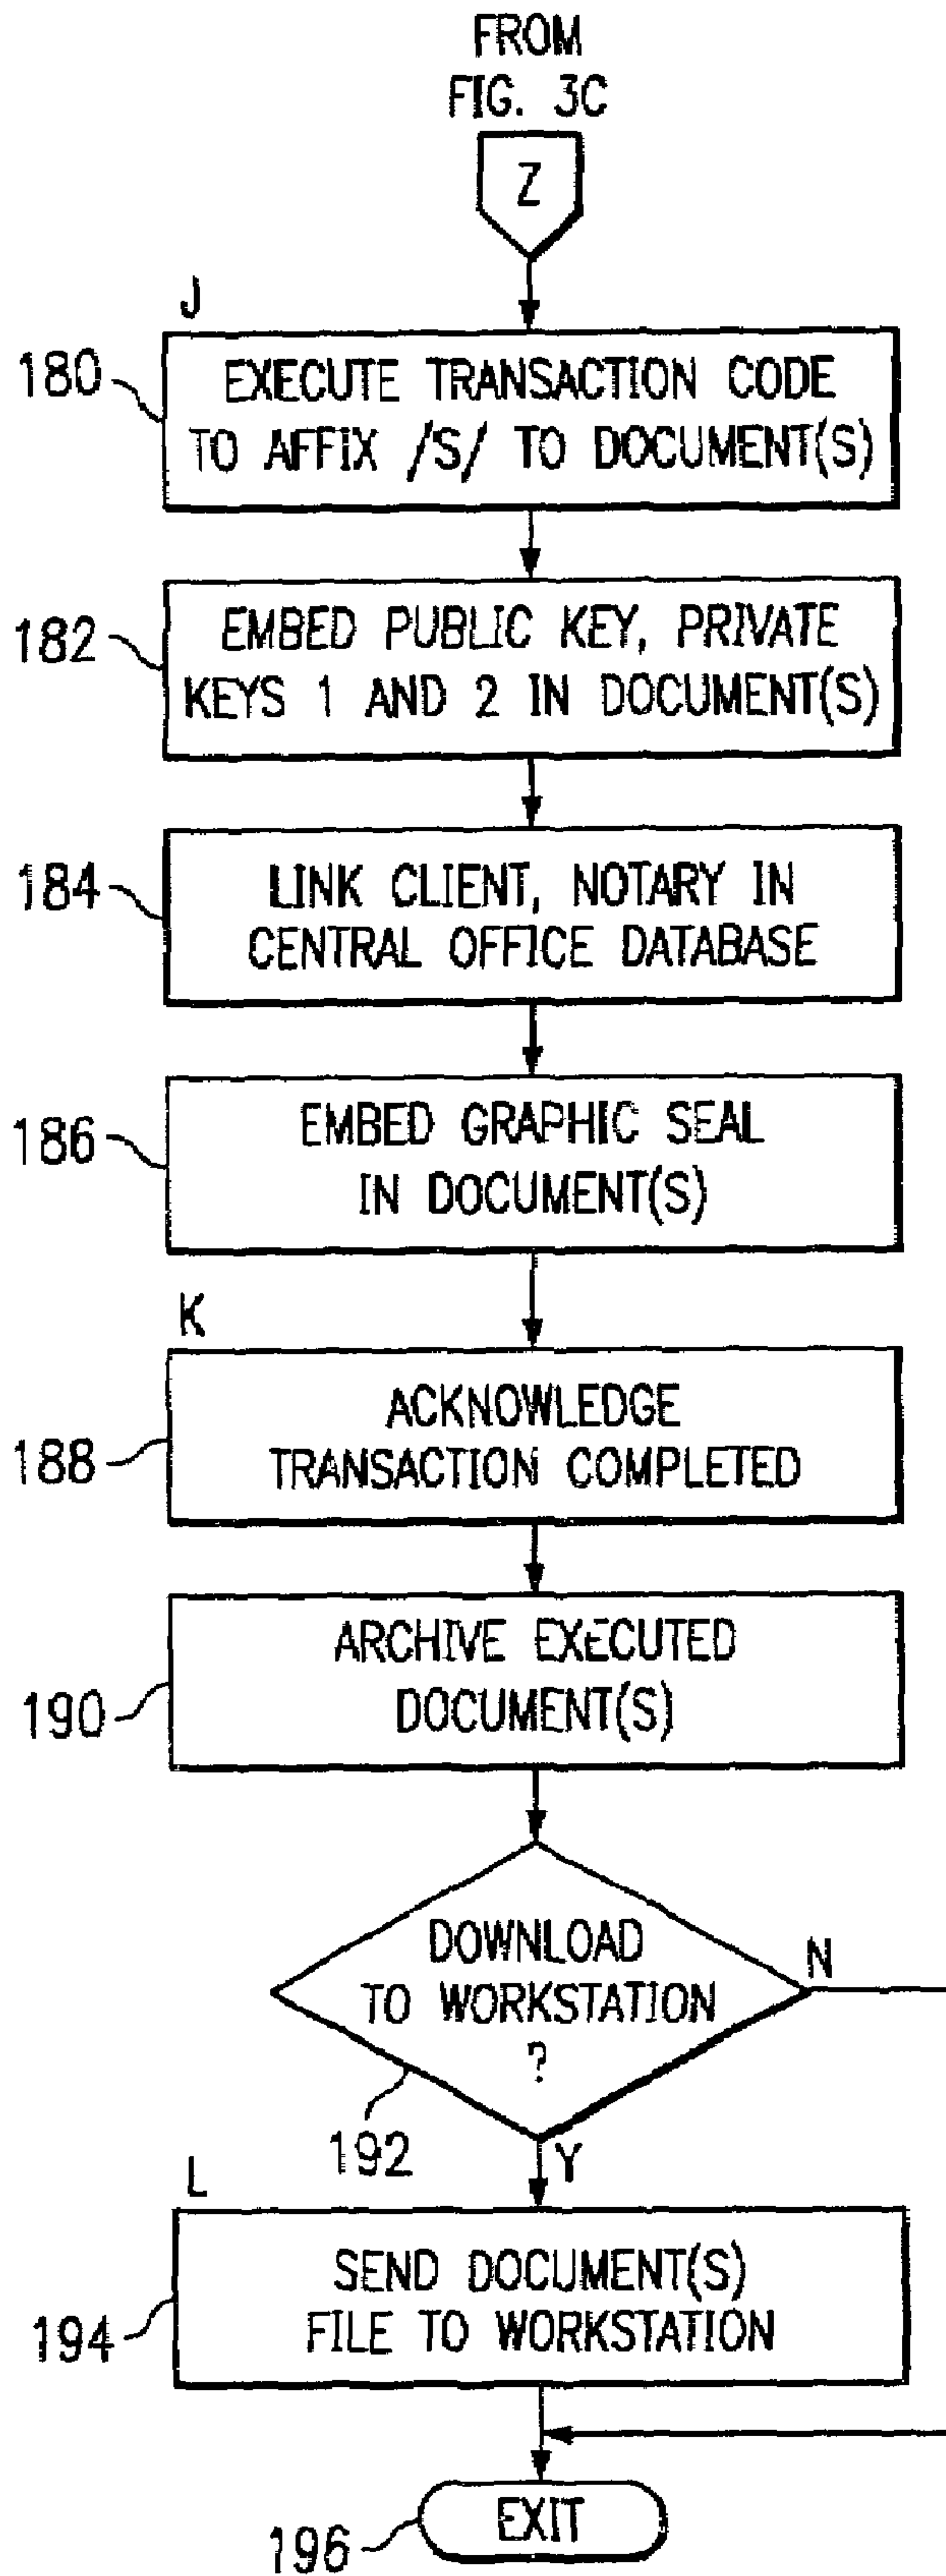 FROM
FIG. 3C
Z
J
180
EXECUTE TRANSACTION CODE
TO AFFIX /S/ TO DOCUMENT(S)
182
EMBED PUBLIC KEY, PRIVATE
KEYS 1 AND 2 IN DOCUMENT(S)
184
LINK CLIENT, NOTARY IN
CENTRAL OFFICE DATABASE
186
EMBED GRAPHIC SEAL
IN DOCUMENT(S)
K
188
ACKNOWLEDGE
TRANSACTION COMPLETED
190
ARCHIVE EXECUTED
DOCUMENT(S)
DOWNLOAD
TO WORKSTATION
?
N
192
Y
L
194
SEND DOCUMENT(S)
FILE TO WORKSTATION
196
EXIT